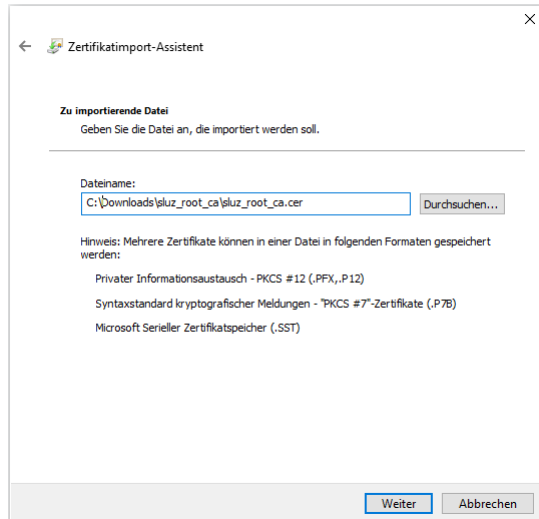 Zertifikatimport-Assistent
Zu importierende Datei
Geben Sie die Datei an, die importiert werden soll.
Dateiname:
C:\Downloads\sluz_root_ca\sluz_root_ca.cer
Durchsuchen...
Hinweis: Mehrere Zertifikate können in einer Datei in folgenden Formaten gespeichert
werden:
Privater Informationsaustausch - PKCS #12 (.PFX,.P12)
Syntaxstandard kryptografischer Meldungen - "PKCS #7"-Zertifikate (.P7B)
Microsoft Serieller Zertifikatspeicher (.SST)
Weiter
Abbrechen